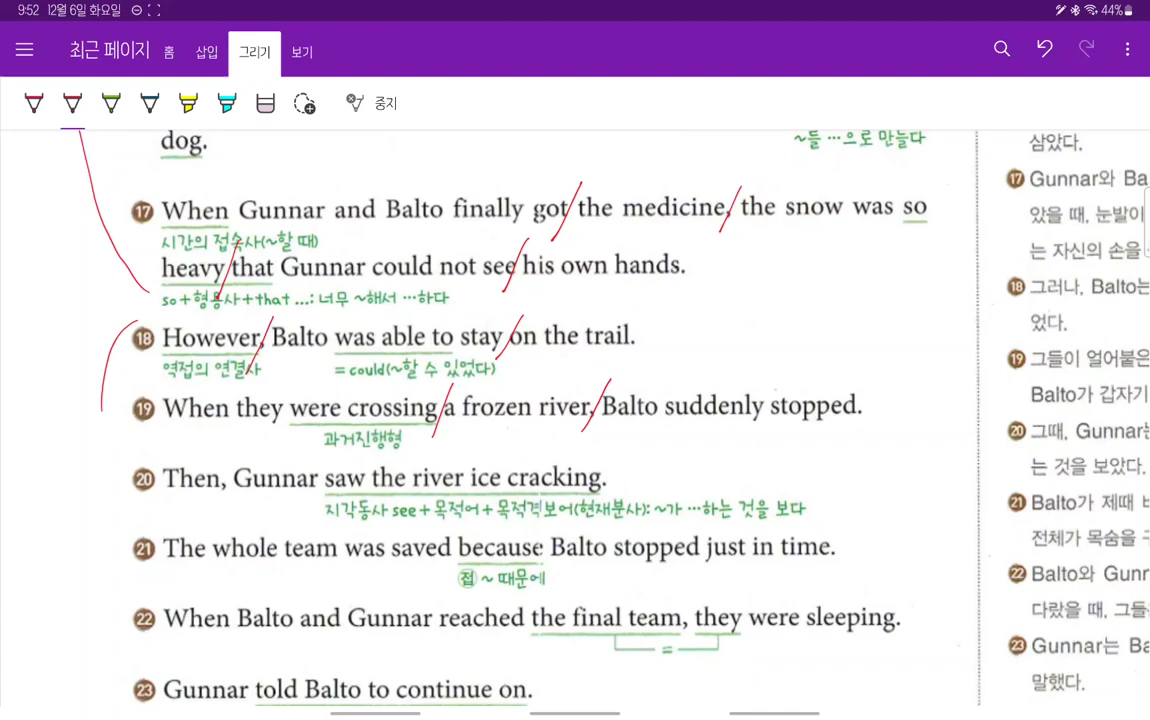 9:52 12월 6일 화요일 44%
최근 페이지 홈 삽입 그리기 보기
중지
dog.
~를 …으로 만들다
⑰ When Gunnar and Balto finally got the medicine, the snow was so
시간의 접속사(~할 때)
heavy that Gunnar could not see his own hands.
so+형용사+that …: 너무 ~해서 …하다
⑱ However, Balto was able to stay on the trail.
역접의 연결사 = could(~할 수 있었다)
⑲ When they were crossing a frozen river, Balto suddenly stopped.
과거진행형
⑳ Then, Gunnar saw the river ice cracking.
지각동사 see+목적어+목적격보어(현재분사): ~가 …하는 것을 보다
㉑ The whole team was saved because Balto stopped just in time.
접 ~ 때문에
㉒ When Balto and Gunnar reached the final team, they were sleeping.
=
㉓ Gunnar told Balto to continue on.
삼았다.
⑰ Gunnar와 Ba
았을 때, 눈발이
는 자신의 손을
⑱ 그러나, Balto는
었다.
⑲ 그들이 얼어붙은
Balto가 갑자기
⑳ 그때, Gunnar는
는 것을 보았다.
㉑ Balto가 제때
전체가 목숨을
㉒ Balto와 Gunn
다랐을 때, 그들
㉓ Gunnar는 Ba
말했다.